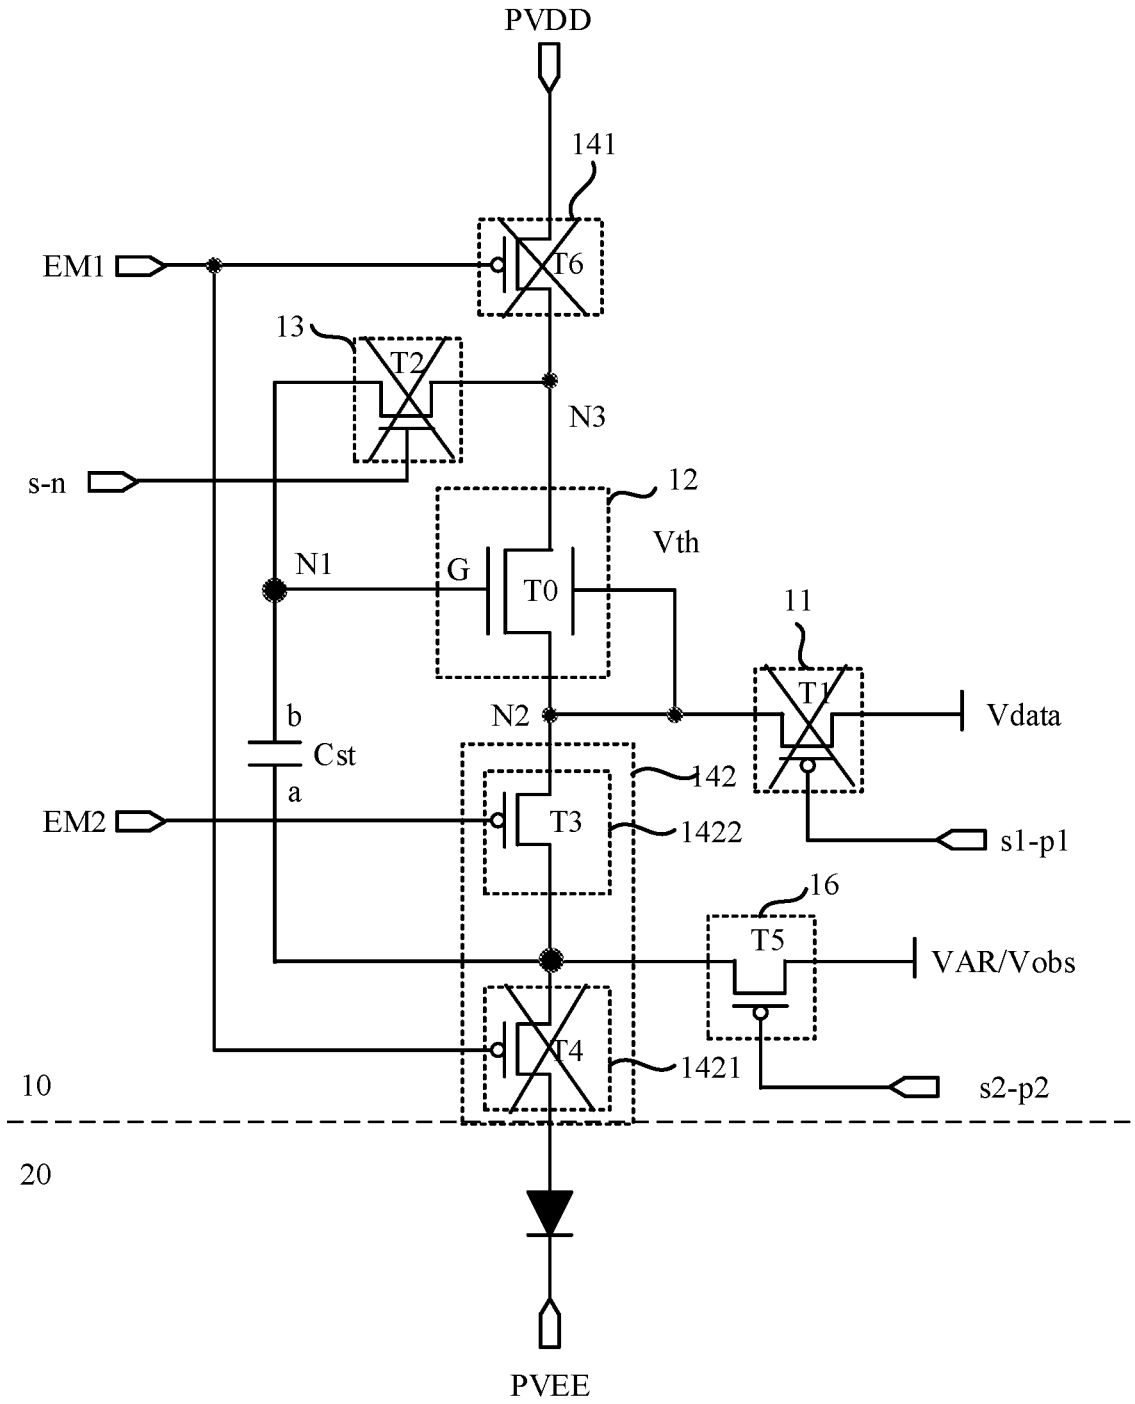 PVDD
141
EM1
T6
13
T2
N3
s-n
12
Vth
N1
G
T0
11
T1
N2
Vdata
b
Cst
142
a
EM2
T3
1422
s1-p1
16
T5
VAR/Vobs
T4
1421
10
s2-p2
20
PVEE